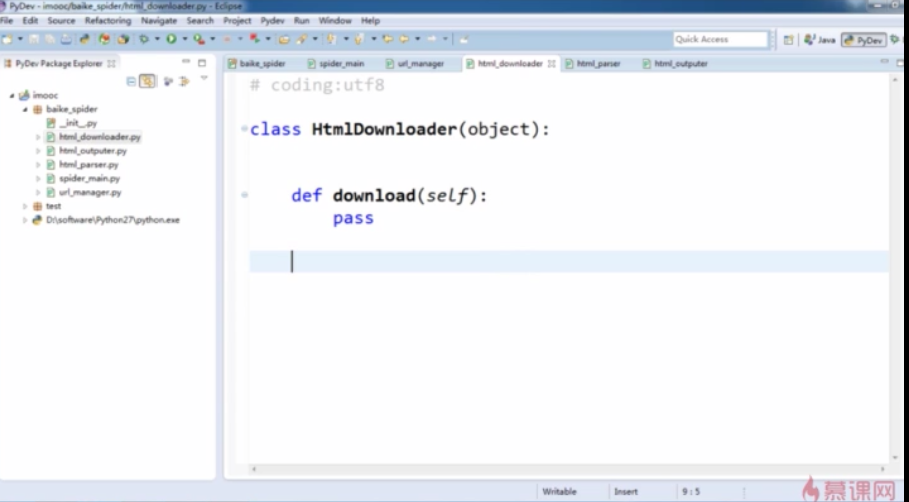 PyDev - imooc/baike_spider/html_downloader.py - Eclipse
File Edit Source Refactoring Navigate Search Project Pydev Run Window Help
Quick Access
Java
PyDev
PyDev Package Explorer
imooc
baike_spider
__init__.py
html_downloader.py
html_outputer.py
html_parser.py
spider_main.py
url_manager.py
test
D:\software\Python27\python.exe
baike_spider spider_main url_manager html_downloader html_parser html_outputer
# coding:utf8
class HtmlDownloader(object):
def download(self):
pass
Writable Insert 9 : 5
慕课网